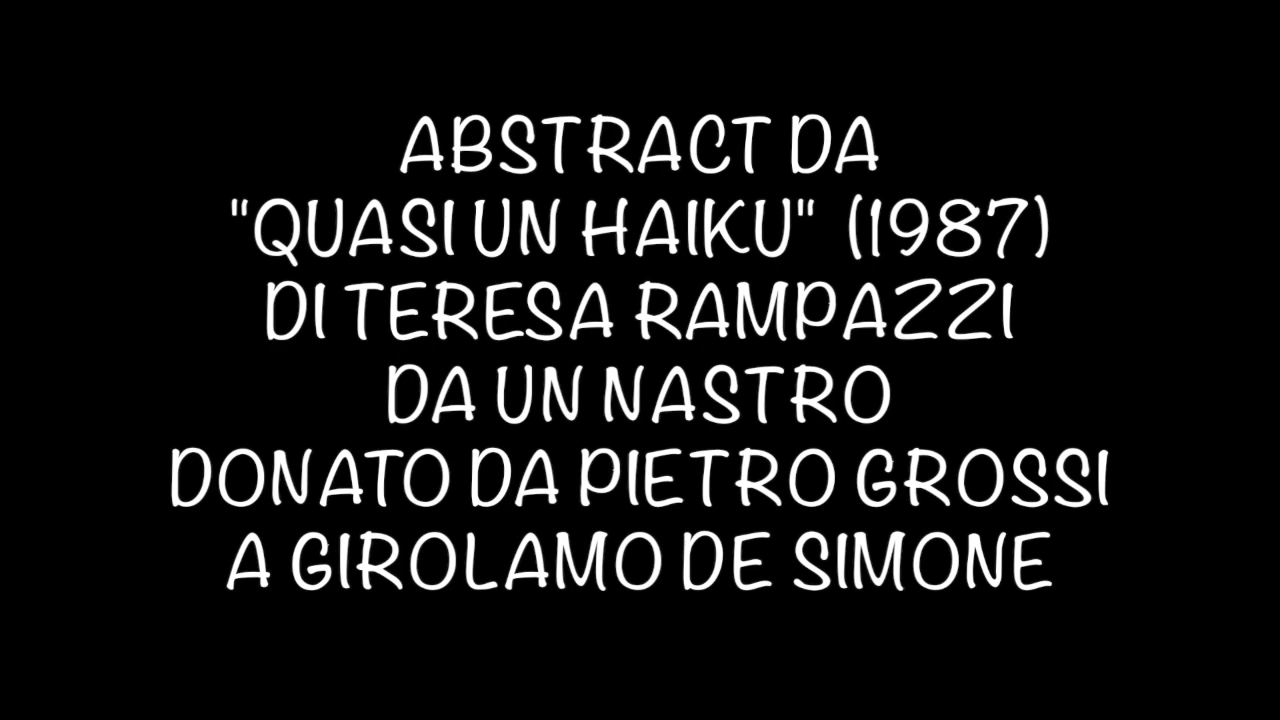 ABSTRACT DA
"QUASI UN HAIKU" (1987)
DI TERESA RAMPAZZI
DA UN NASTRO
DONATO DA PIETRO GROSSI
A GIROLAMO DE SIMONE